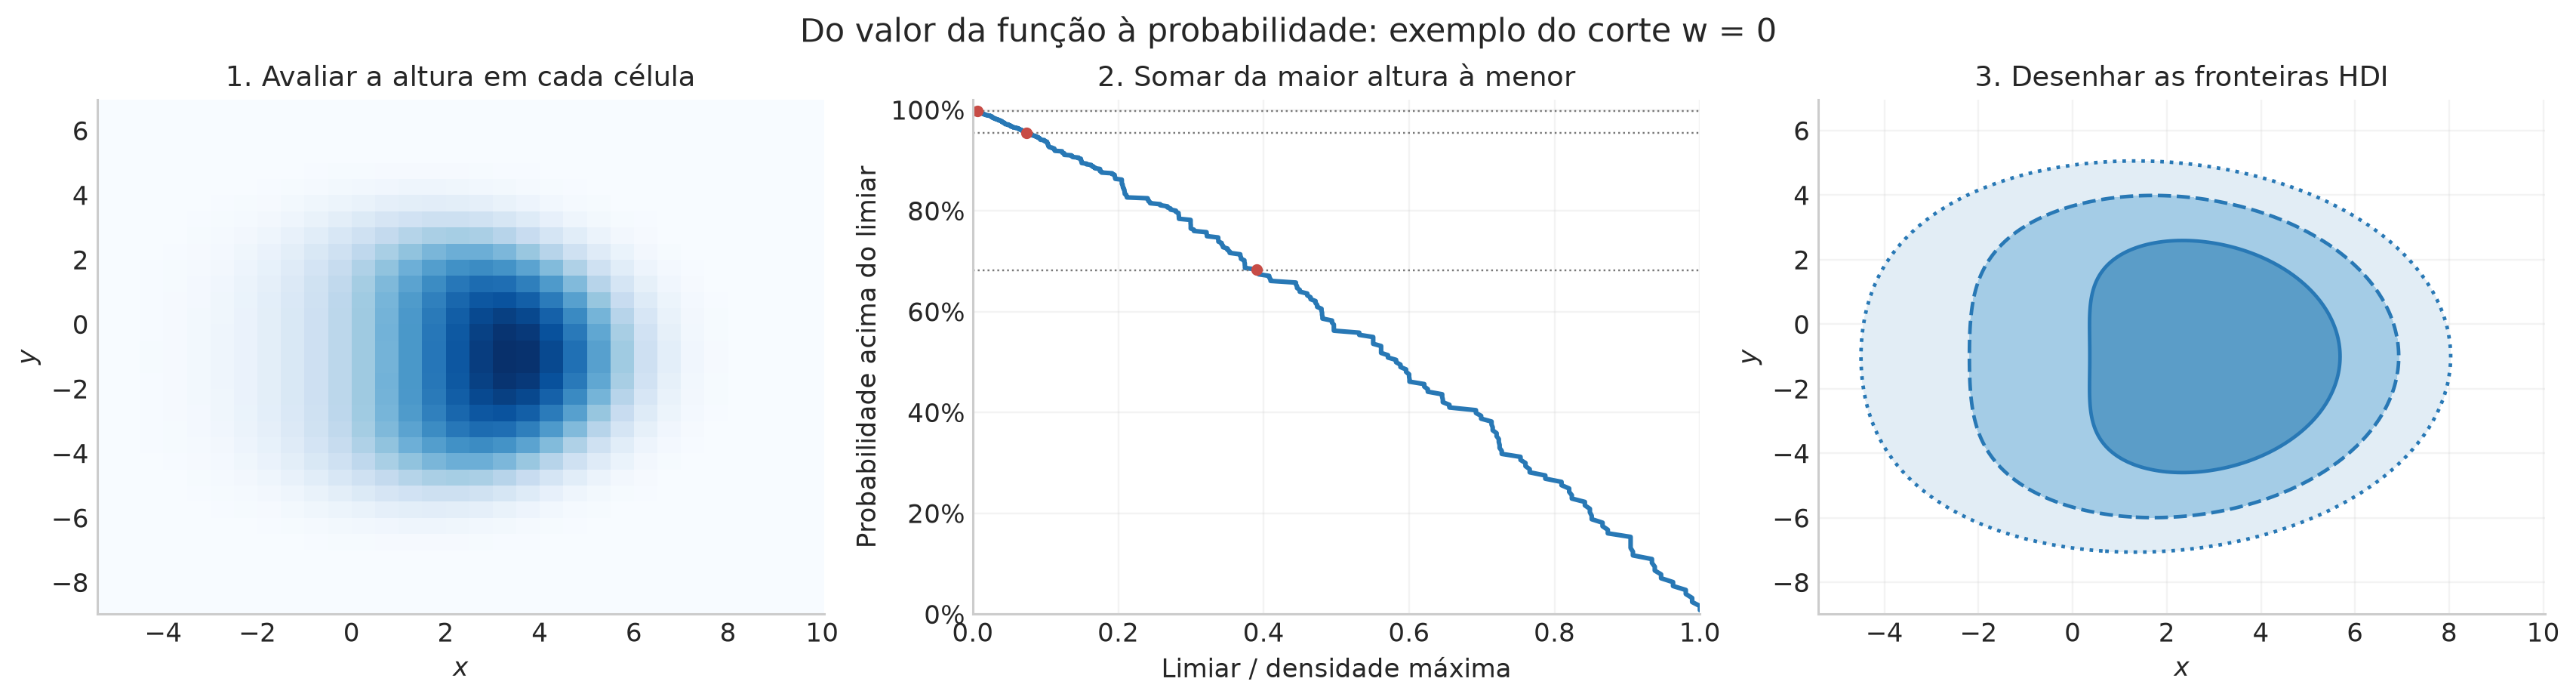 Do valor da função à probabilidade: exemplo do corte w = 0
1. Avaliar a altura em cada célula
6
4
2
0
−2
−4
−6
−8
y
−4 −2 0 2 4 6 8 10
x
2. Somar da maior altura à menor
100%
80%
60%
40%
20%
0%
Probabilidade acima do limiar
0.0 0.2 0.4 0.6 0.8 1.0
Limiar / densidade máxima
3. Desenhar as fronteiras HDI
6
4
2
0
−2
−4
−6
−8
y
−4 −2 0 2 4 6 8 10
x